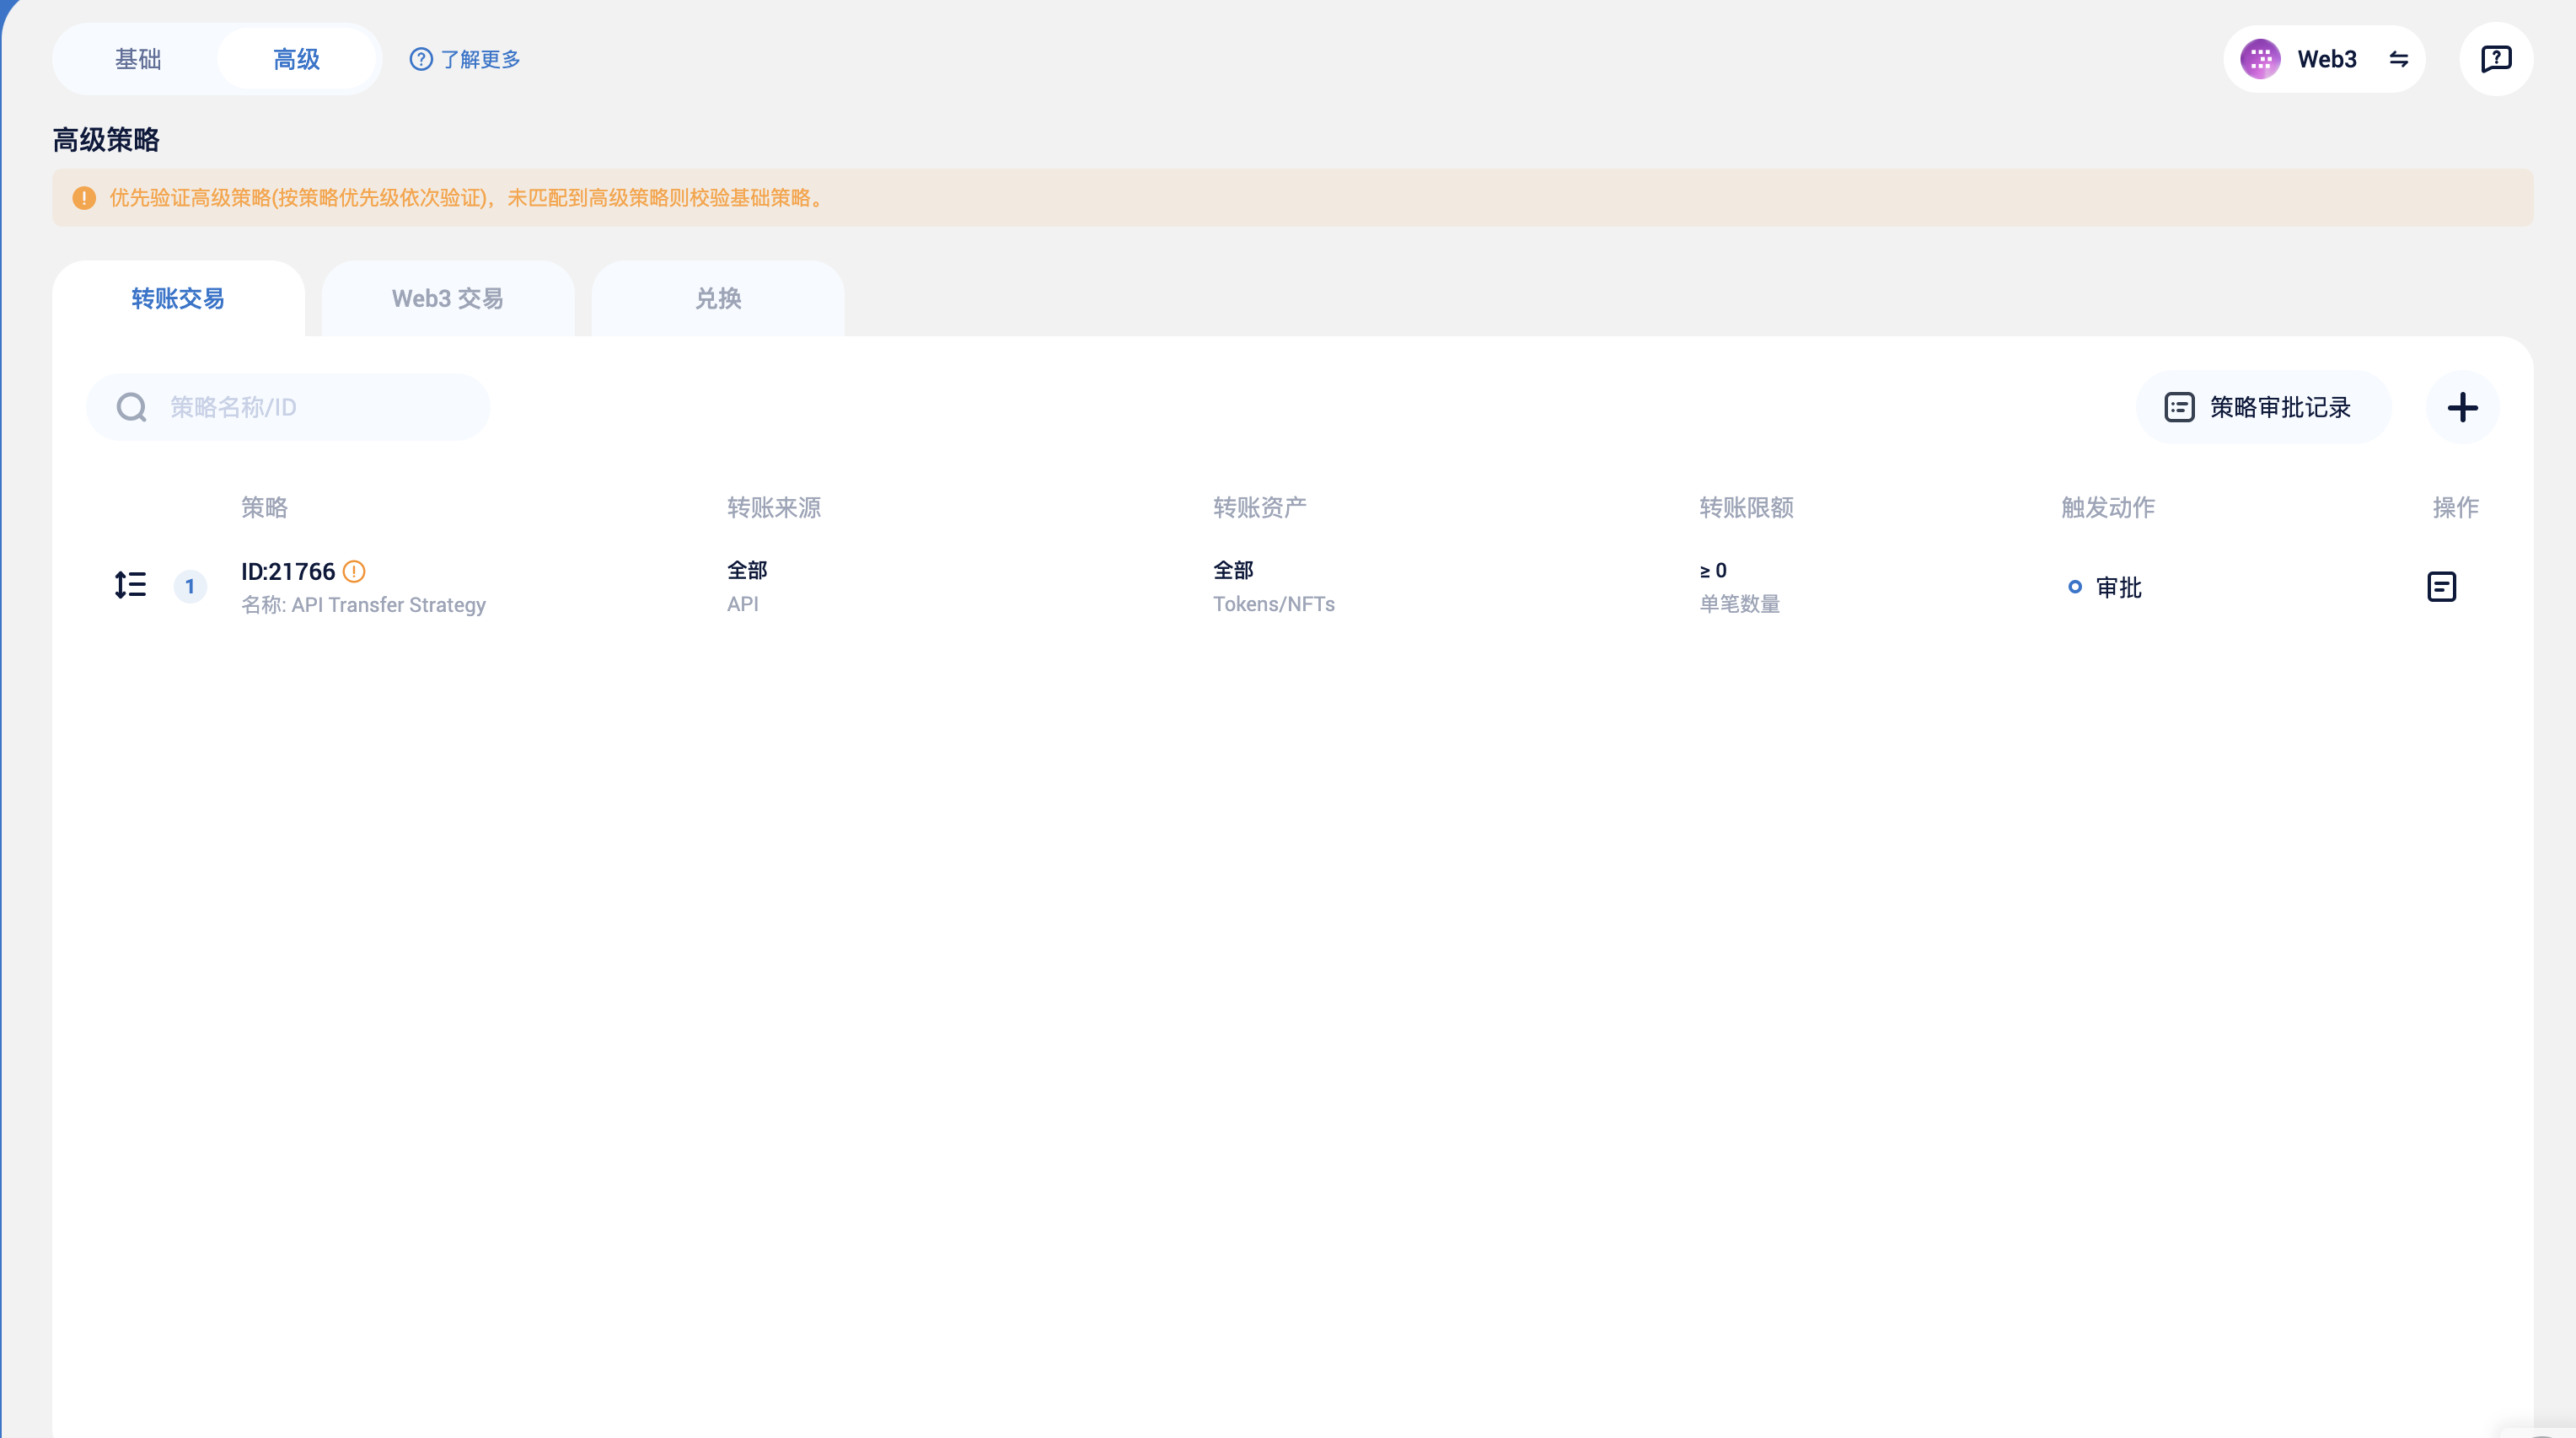 基础
高级
了解更多
Web3
高级策略
优先验证高级策略(按策略优先级依次验证)，未匹配到高级策略则校验基础策略。
转账交易
Web3 交易
兑换
策略名称/ID
策略审批记录
策略
转账来源
转账资产
转账限额
触发动作
操作
1
ID:21766
全部
全部
≥ 0
审批
名称: API Transfer Strategy
API
Tokens/NFTs
单笔数量